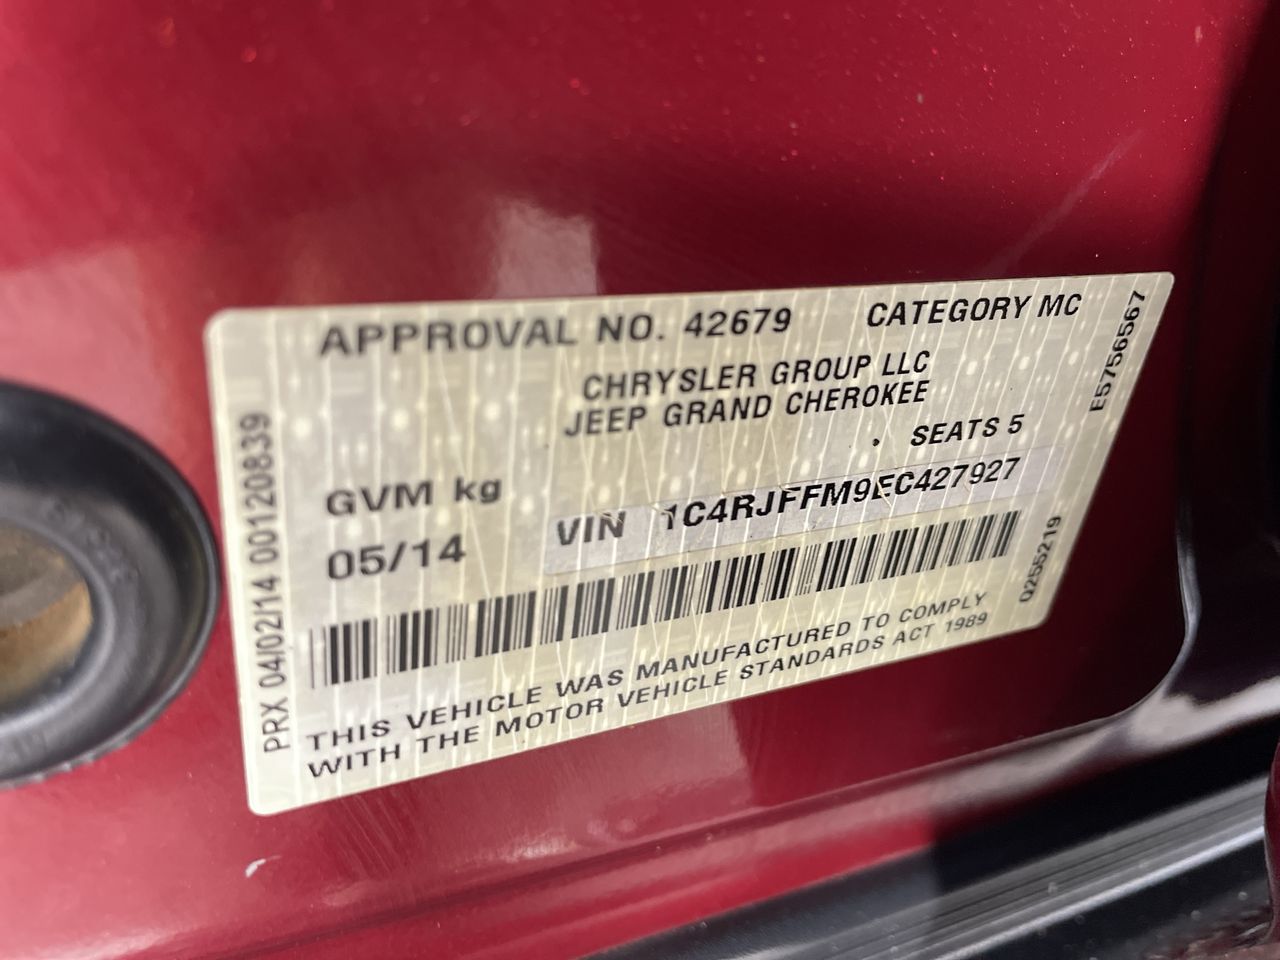 APPROVAL NO. 42679 CATEGORY MC
CHRYSLER GROUP LLC
JEEP GRAND CHEROKEE
SEATS 5
GVM kg
VIN 1C4RJFFM9EC427927
05/14
THIS VEHICLE WAS MANUFACTURED TO COMPLY
WITH THE MOTOR VEHICLE STANDARDS ACT 1989
PRX 04/02/14 00120839
E5756567
Q255219